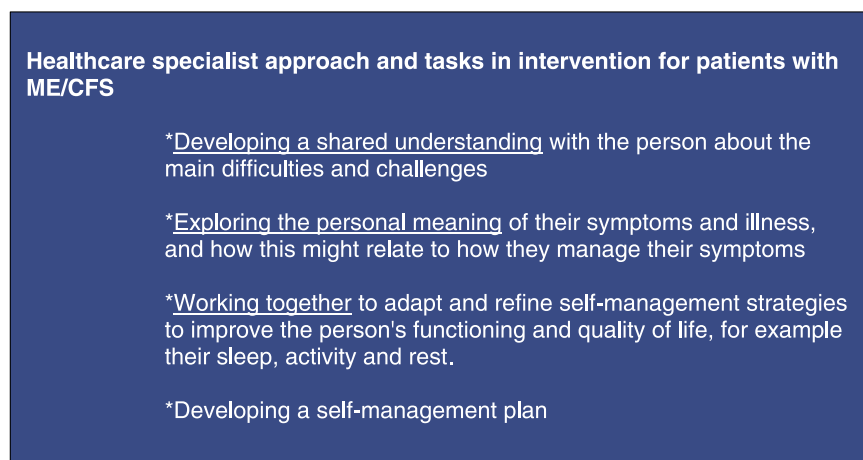 Healthcare specialist approach and tasks in intervention for patients with
ME/CFS
*Developing a shared understanding with the person about the
main difficulties and challenges
*Exploring the personal meaning of their symptoms and illness,
and how this might relate to how they manage their symptoms
*Working together to adapt and refine self-management strategies
to improve the person's functioning and quality of life, for example
their sleep, activity and rest.
*Developing a self-management plan